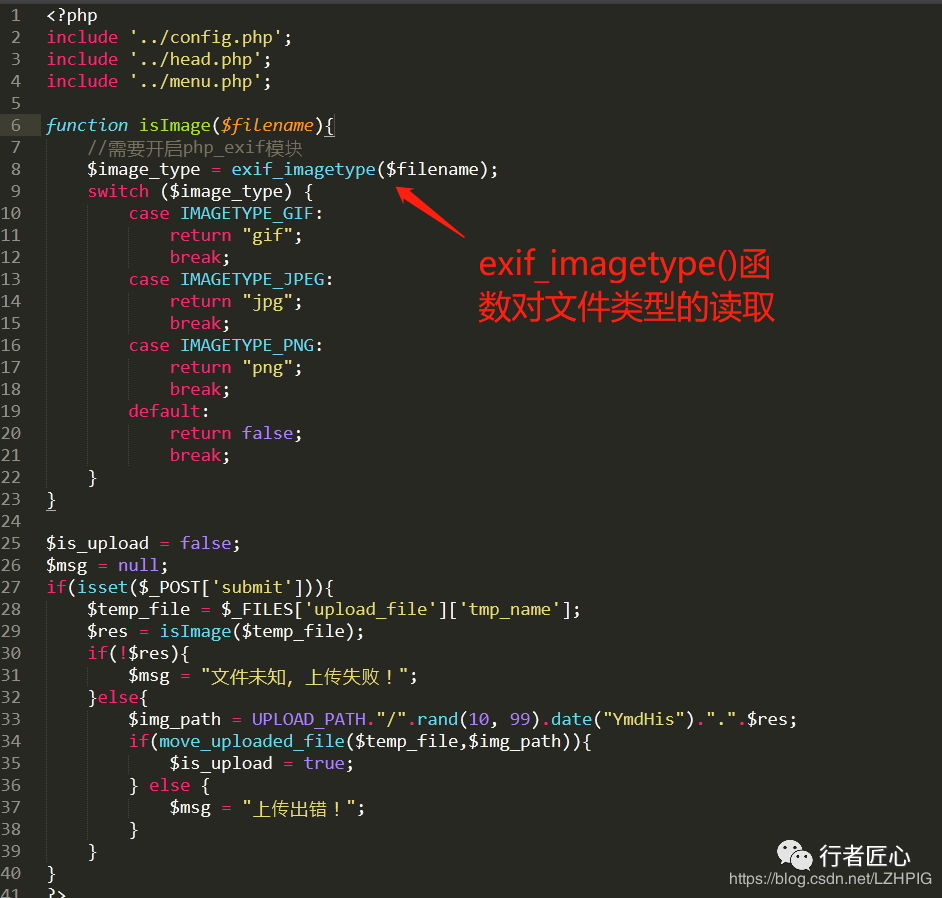 1 <?php
2 include '../config.php';
3 include '../head.php';
4 include '../menu.php';
5
6 function isImage($filename){
7     //需要开启php_exif模块
8     $image_type = exif_imagetype($filename);
9     switch ($image_type) {
10         case IMAGETYPE_GIF:
11             return "gif";
12             break;
13         case IMAGETYPE_JPEG:
14             return "jpg";
15             break;
16         case IMAGETYPE_PNG:
17             return "png";
18             break;
19         default:
20             return false;
21             break;
22     }
23 }
24
25 $is_upload = false;
26 $msg = null;
27 if(isset($_POST['submit'])){
28     $temp_file = $_FILES['upload_file']['tmp_name'];
29     $res = isImage($temp_file);
30     if(!$res){
31         $msg = "文件未知，上传失败！";
32     }else{
33         $img_path = UPLOAD_PATH."/".rand(10, 99).date("YmdHis").".".$res;
34         if(move_uploaded_file($temp_file,$img_path)){
35             $is_upload = true;
36         } else {
37             $msg = "上传出错！";
38         }
39     }
40 }
41 ?>
exif_imagetype()函
数对文件类型的读取
行者匠心
https://blog.csdn.net/LZHPIG